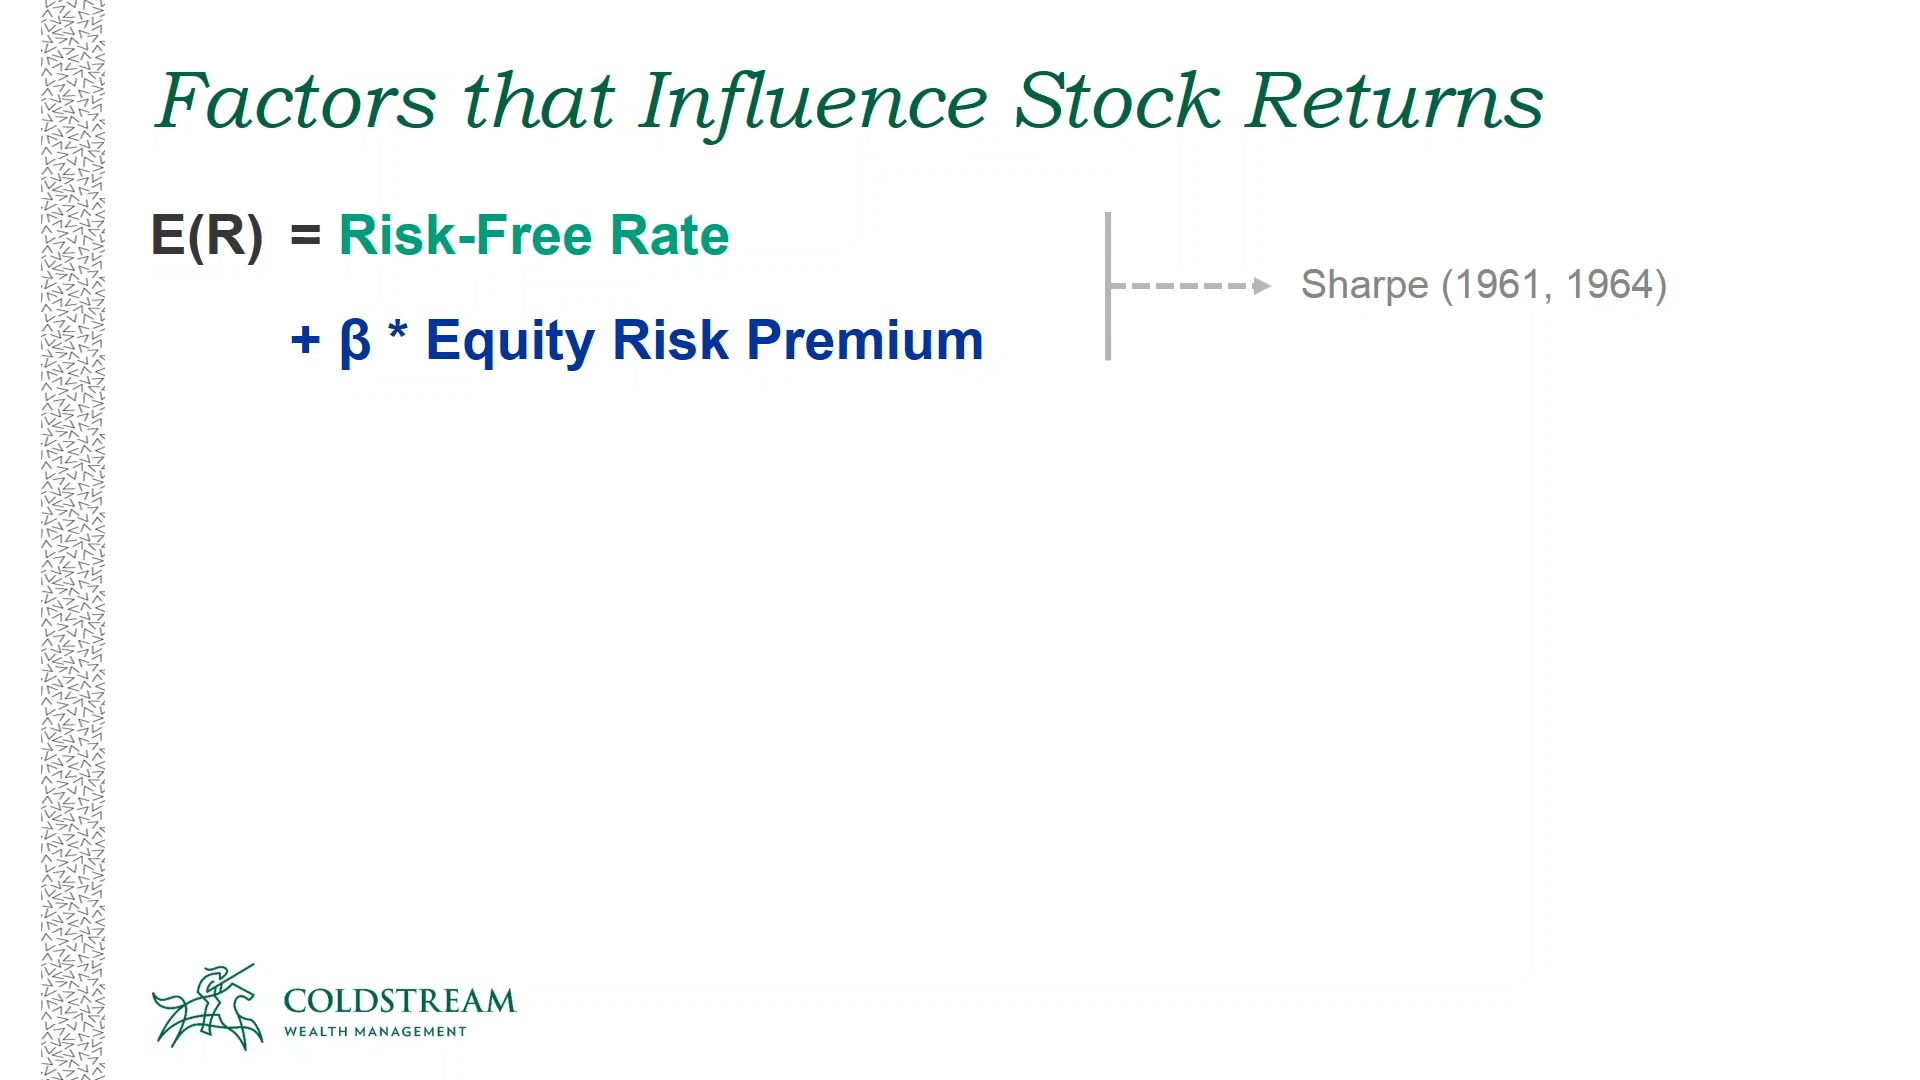 Factors that Influence Stock Returns
E(R) = Risk-Free Rate
+ β * Equity Risk Premium
Sharpe (1961, 1964)
COLDSTREAM
WEALTH MANAGEMENT